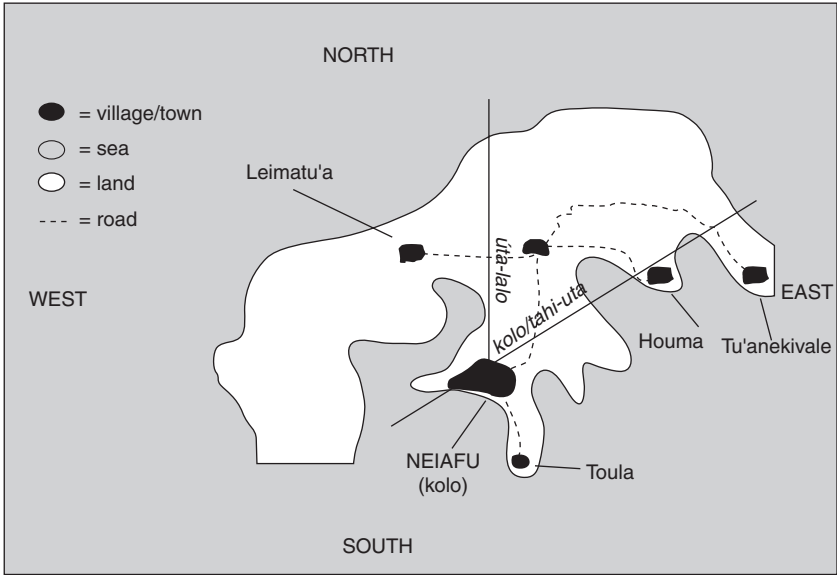 NORTH
= village/town
= sea
= land
= road
Leimatu'a
úta-lalo
kolo/tahi-uta
WEST
EAST
Houma
Tu'anekivale
NEIAFU
(kolo)
Toula
SOUTH